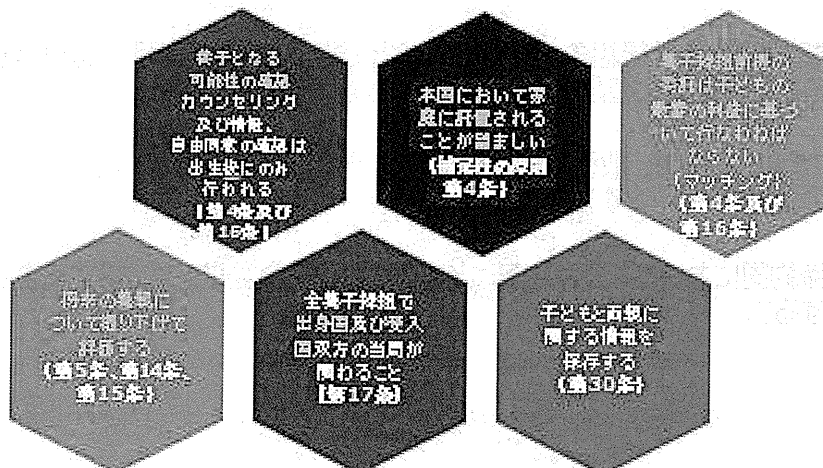 養子となる
可能性の確認
カウンセリング
及び情報、
自由同意の確認は
出生後にのみ
行われる
(第4条及び
第16条)
本国において家
庭に託置される
ことが望ましい
(補完性の原則
第4条)
養子縁組前提の
委託は子どもの
最善の利益に基づ
いて行なわねば
ならない
(マッチング)
(第4条及び
第16条)
将来の養親に
ついて掘り下げて
評価する
(第5条、第14条、
第15条)
全養子縁組で
出身国及び受入
国双方の当局が
関わること
(第17条)
子どもと両親に
関する情報を
保存する
(第30条)